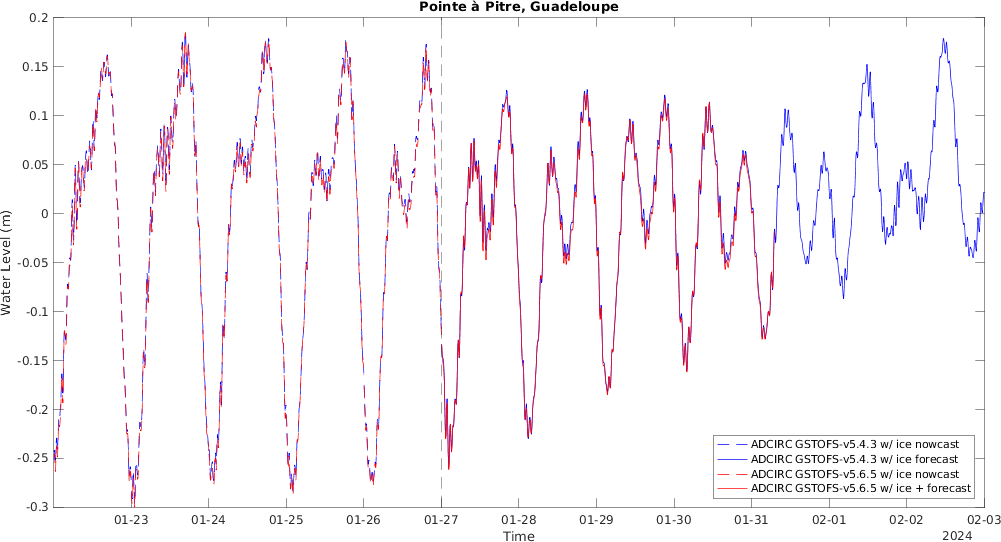 Pointe à Pitre, Guadeloupe
0.2
0.15
0.1
0.05
0
-0.05
-0.1
-0.15
-0.2
-0.25
-0.3
Water Level (m)
ADCIRC GSTOFS-v5.4.3 w/ ice nowcast
ADCIRC GSTOFS-v5.4.3 w/ ice forecast
ADCIRC GSTOFS-v5.6.5 w/ ice nowcast
ADCIRC GSTOFS-v5.6.5 w/ ice + forecast
01-23 01-24 01-25 01-26 01-27 01-28 01-29 01-30 01-31 02-01 02-02 02-03
Time
2024